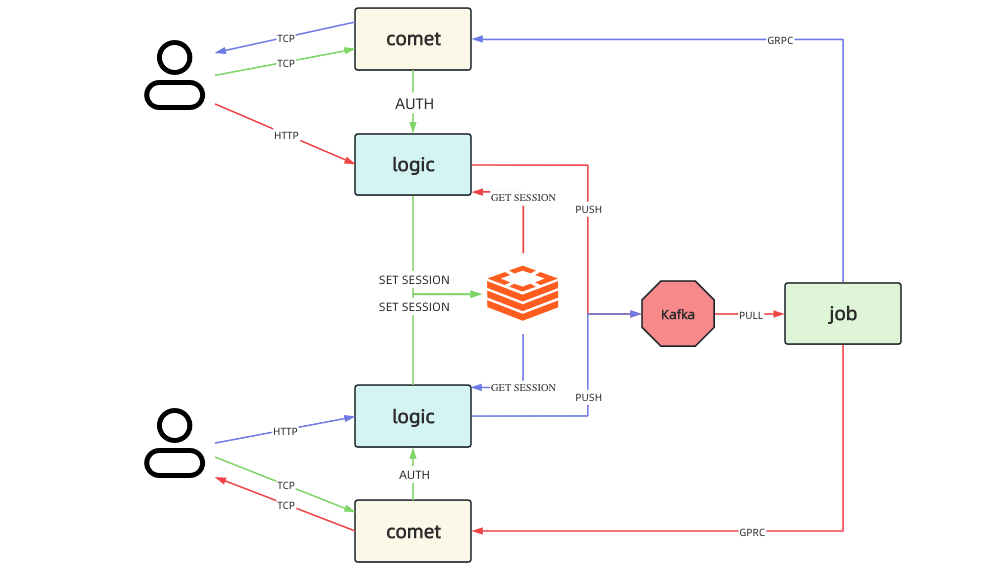 comet
TCP
GRPC
TCP
AUTH
HTTP
logic
GET SESSION
PUSH
SET SESSION
SET SESSION
Kafka
PULL
job
GET SESSION
PUSH
logic
HTTP
AUTH
TCP
TCP
comet
GPRC